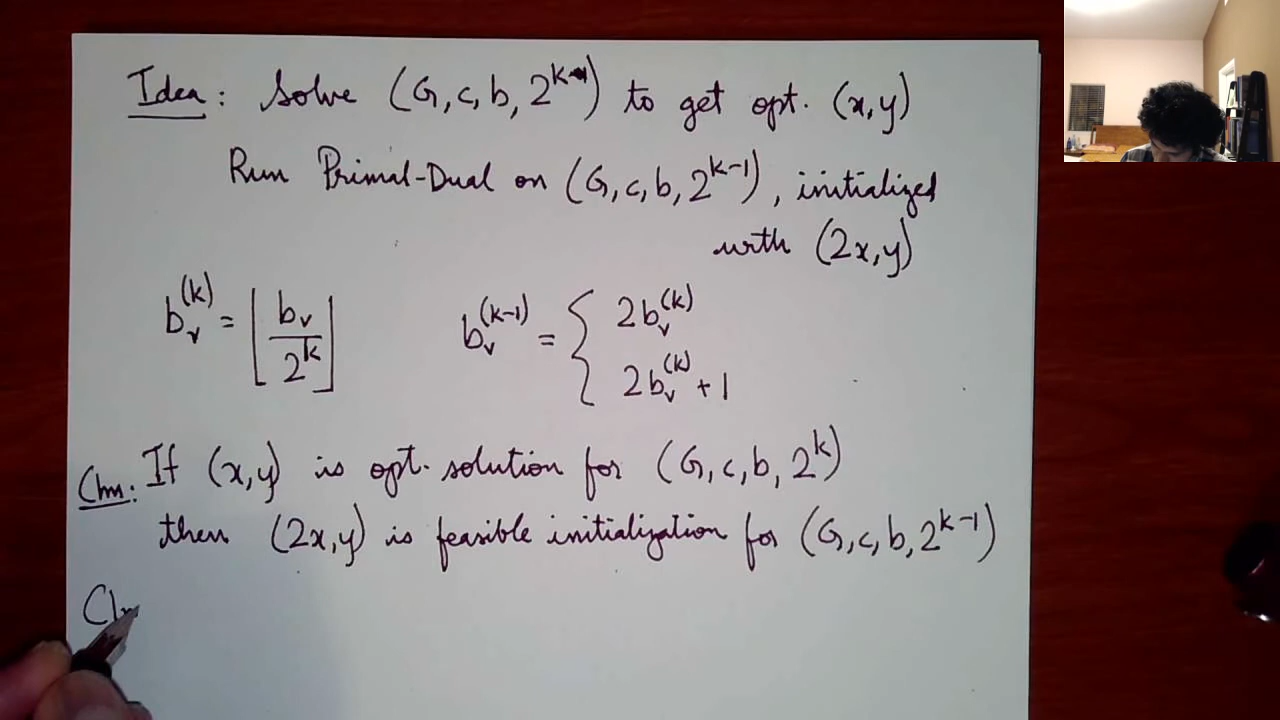 Idea: Solve (G, c, b, 2^k) to get opt. (x, y)
Run Primal-Dual on (G, c, b, 2^{k-1}), initialized
with (2x, y)
b_v^{(k)} = ⌊b_v / 2^k⌋ b_v^{(k-1)} = { 2b_v^{(k)}
2b_v^{(k)} + 1
Clm: If (x, y) is opt. solution for (G, c, b, 2^k)
then (2x, y) is feasible initialization for (G, c, b, 2^{k-1})
Cl